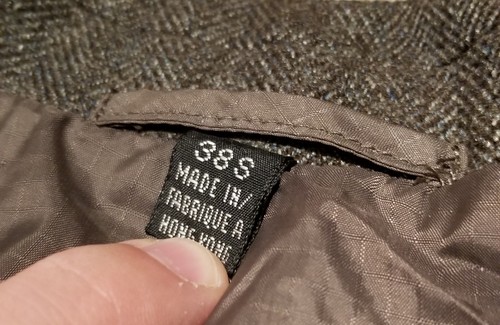 38S
MADE IN/
FABRIQUE A
HONG KONG